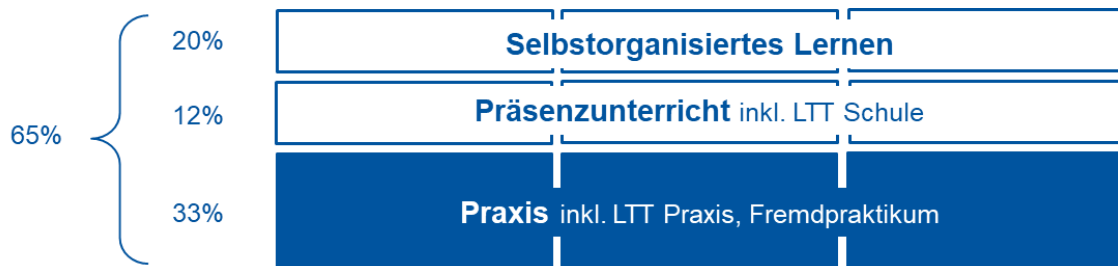 20% Selbstorganisiertes Lernen
12% Präsenzunterricht inkl. LTT Schule
65%
33% Praxis inkl. LTT Praxis, Fremdpraktikum